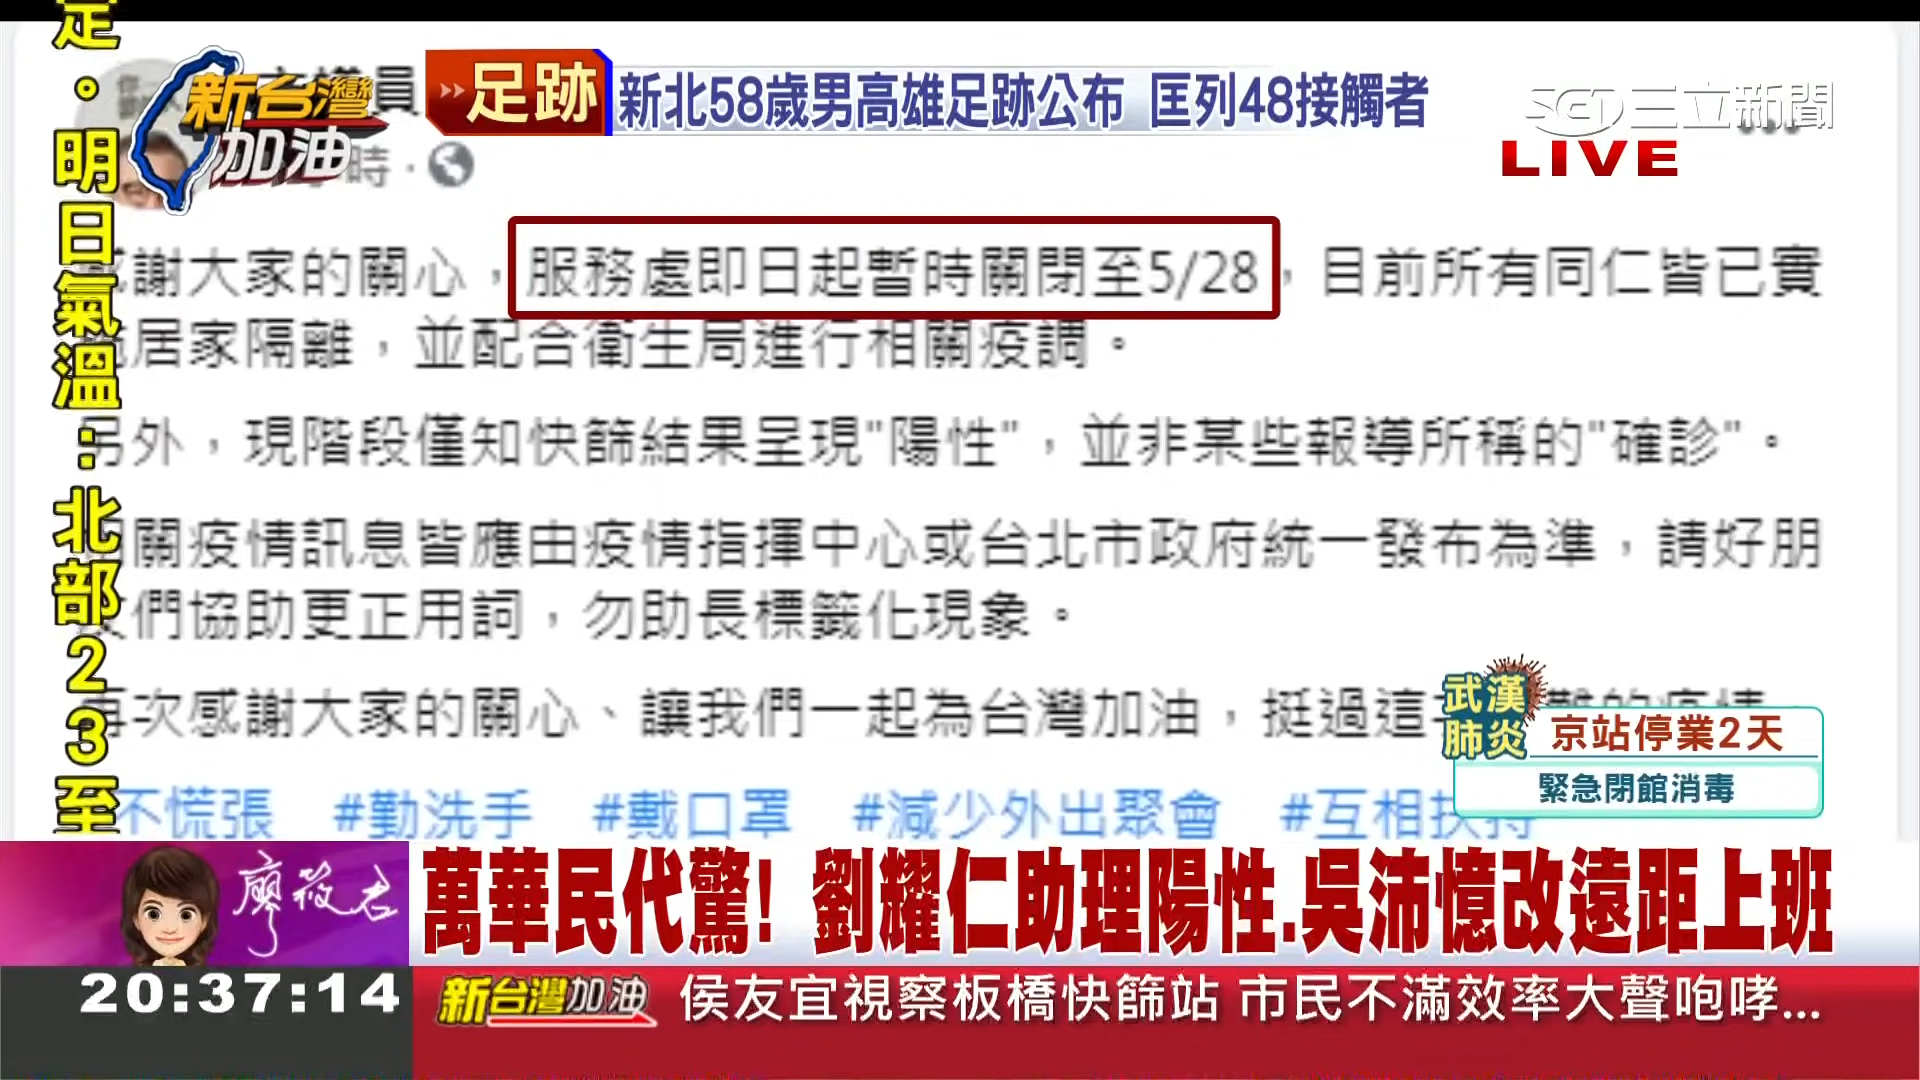 足跡
新北58歲男高雄足跡公布 匡列48接觸者
新台灣加油
SET三立新聞
LIVE
議員
時·
謝大家的關心，服務處即日起暫時關閉至5/28，目前所有同仁皆已實
居家隔離，並配合衛生局進行相關疫調。
另外，現階段僅知快篩結果呈現"陽性"，並非某些報導所稱的"確診"。
關疫情訊息皆應由疫情指揮中心或台北市政府統一發布為準，請好朋
們協助更正用詞，勿助長標籤化現象。
再次感謝大家的關心、讓我們一起為台灣加油，挺過這
不慌張 #勤洗手 #戴口罩 #減少外出聚會 #互相扶持
定。明日氣溫:北部23至
武漢肺炎
京站停業2天
緊急閉館消毒
廖筱君
萬華民代驚! 劉耀仁助理陽性.吳沛憶改遠距上班
20:37:14
新台灣加油
侯友宜視察板橋快篩站 市民不滿效率大聲咆哮...